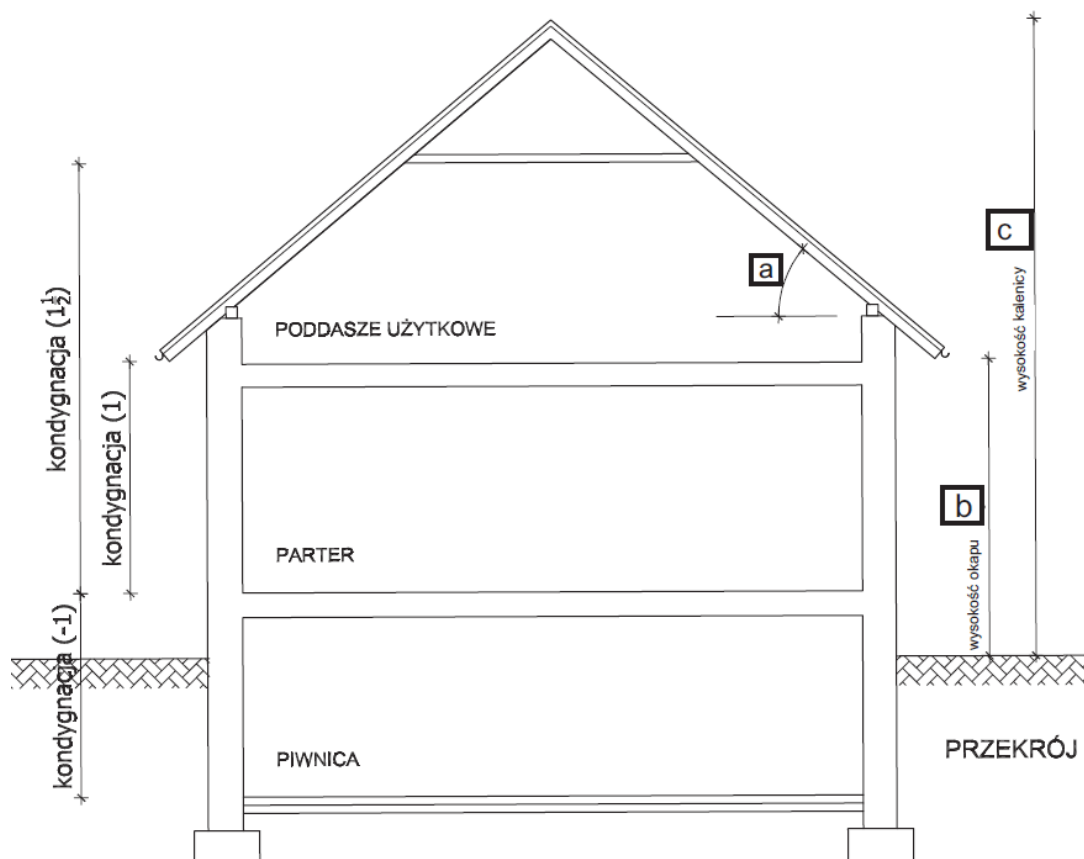 c
wysokość kalenicy
a
kondygnacja (1½)
PODDASZE UŻYTKOWE
kondygnacja (1)
b
wysokość okapu
PARTER
kondygnacja (-1)
PIWNICA
PRZEKRÓJ